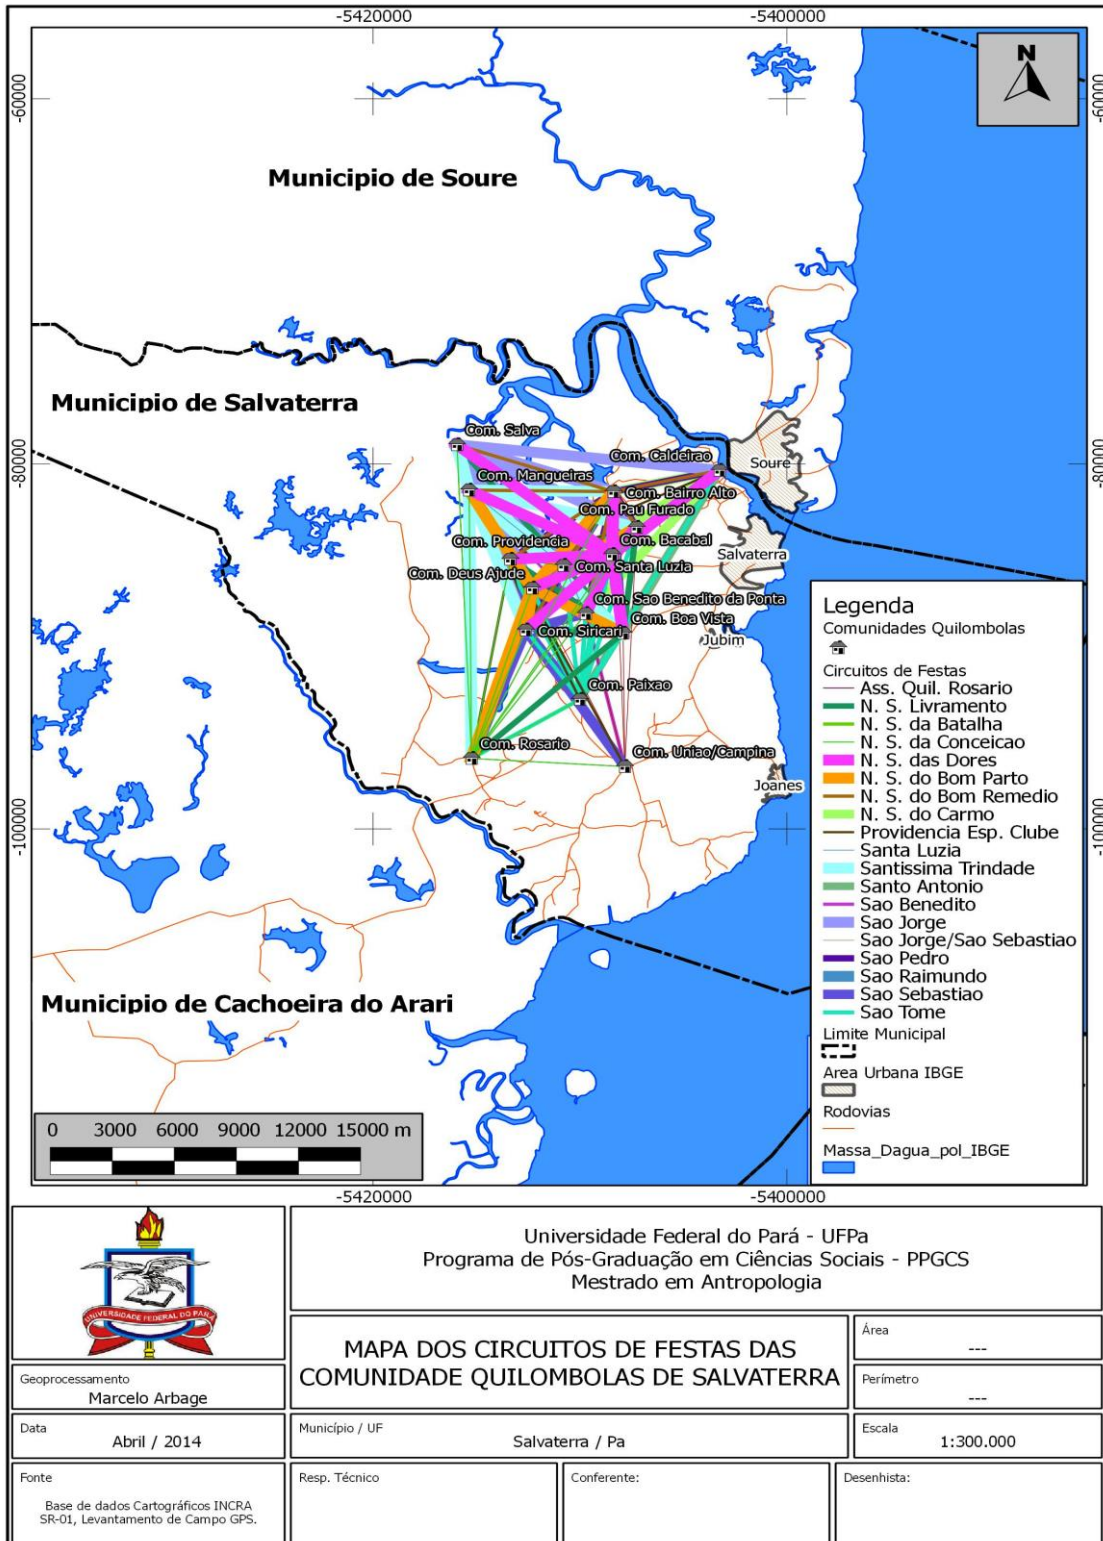 -5420000
-5400000
N
-60000
-60000
Municipio de Soure
Municipio de Salvaterra
Com. Salva
-80000
Com. Caldeirao
Soure
-80000
Com. Mangueiras
Com. Bairro Alto
Com. Pau Furado
Com. Providencia
Com. Bacabal
Salvaterra
Com. Deus Ajude
Com. Santa Luzia
Com. Sao Benedito da Ponta
Com. Boa Vista
Com. Siricari
Jubim
Com. Paixao
Com. Rosario
Com. Uniao/Campina
Joanes
-100000
-100000
Municipio de Cachoeira do Arari
Legenda
Comunidades Quilombolas
Circuitos de Festas
Ass. Quil. Rosario
N. S. Livramento
N. S. da Batalha
N. S. da Conceicao
N. S. das Dores
N. S. do Bom Parto
N. S. do Bom Remedio
N. S. do Carmo
Providencia Esp. Clube
Santa Luzia
Santissima Trindade
Santo Antonio
Sao Benedito
Sao Jorge
Sao Jorge/Sao Sebastiao
Sao Pedro
Sao Raimundo
Sao Sebastiao
Sao Tome
Limite Municipal
Area Urbana IBGE
Rodovias
Massa_Dagua_pol_IBGE
0 3000 6000 9000 12000 15000 m
-5420000
-5400000
UNIVERSIDADE FEDERAL DO PARÁ
Universidade Federal do Pará - UFPa
Programa de Pós-Graduação em Ciências Sociais - PPGCS
Mestrado em Antropologia
MAPA DOS CIRCUITOS DE FESTAS DAS
COMUNIDADE QUILOMBOLAS DE SALVATERRA
Área
---
Perímetro
---
Geoprocessamento
Marcelo Arbage
Data
Abril / 2014
Município / UF
Salvaterra / Pa
Escala
1:300.000
Fonte
Base de dados Cartográficos INCRA
SR-01, Levantamento de Campo GPS.
Resp. Técnico
Conferente:
Desenhista: